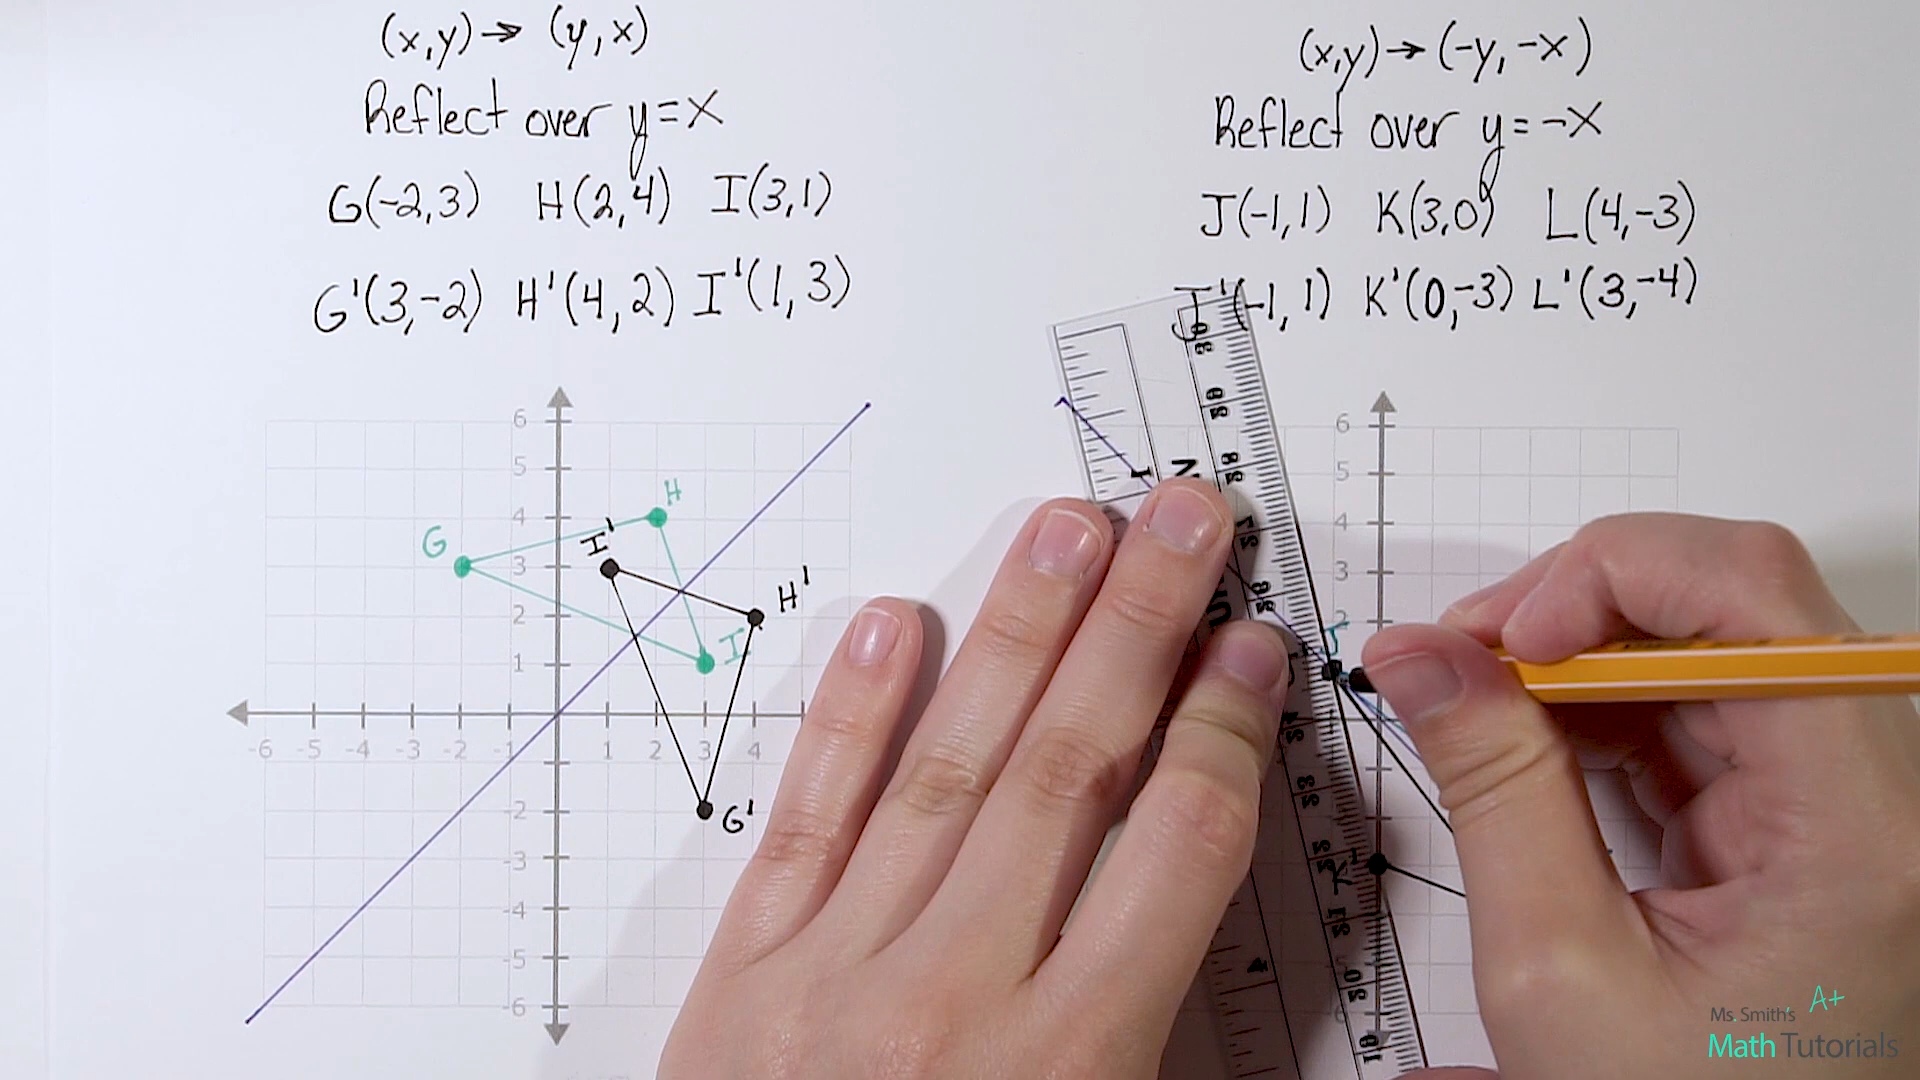 (x,y)→ (y,x)
Reflect over y=x
G(-2,3) H(2,4) I(3,1)
G'(3,-2) H'(4,2) I'(1,3)
(x,y)→(-y,-x)
Reflect over y=-x
J(-1,1) K(3,0) L(4,-3)
J'(-1,1) K'(0,-3) L'(3,-4)
6
5
4
3
2
1
-6 -5 -4 -3 -2 -1 1 2 3 4
-2
-3
-4
-5
-6
G
H
I
I'
H'
G'
6
5
4
3
2
J
K'
Ms. Smith's A+
Math Tutorials